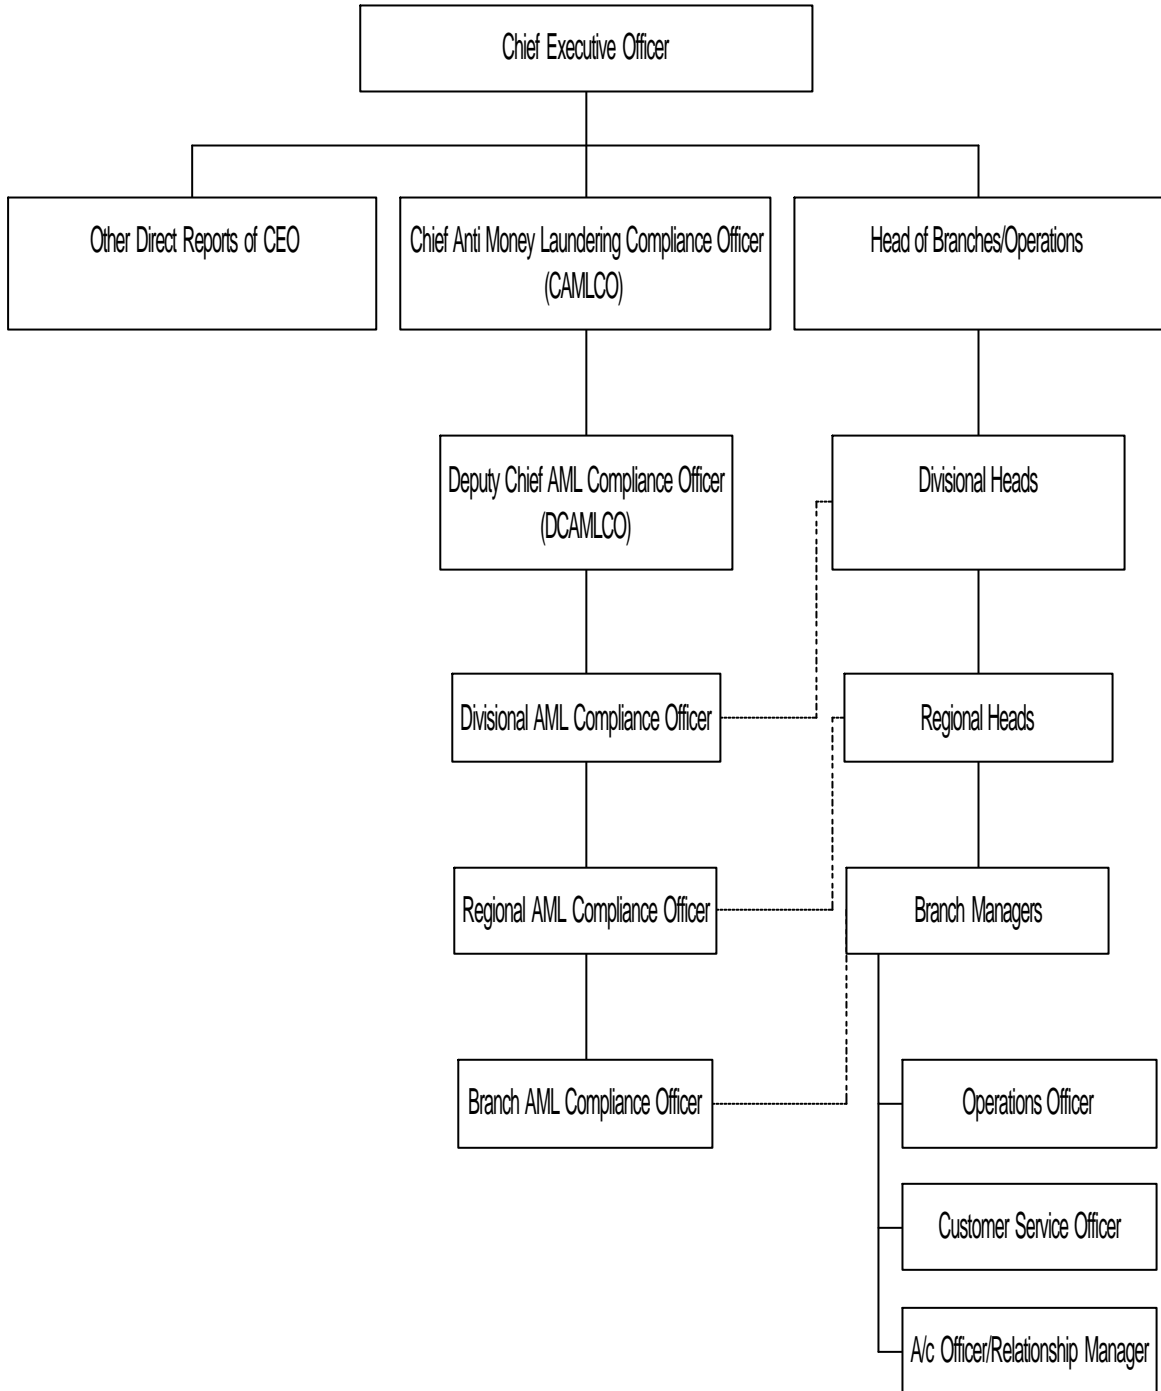 Chief Executive Officer
Other Direct Reports of CEO
Chief Anti Money Laundering Compliance Officer
(CAMLCO)
Head of Branches/Operations
Deputy Chief AML Compliance Officer
(DCAMLCO)
Divisional Heads
Divisional AML Compliance Officer
Regional Heads
Regional AML Compliance Officer
Branch Managers
Branch AML Compliance Officer
Operations Officer
Customer Service Officer
A/c Officer/Relationship Manager